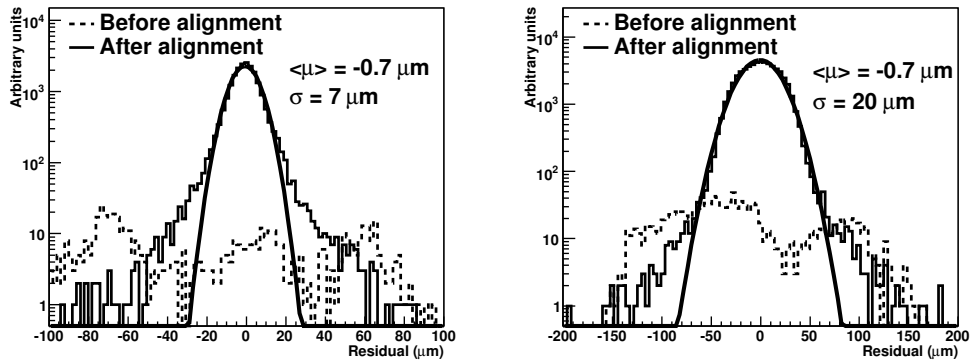 Arbitrary units
10⁴
10³
10²
10
1
Before alignment
After alignment
<μ> = -0.7 μm
σ = 7 μm
-100 -80 -60 -40 -20 0 20 40 60 80 100
Residual (μm)
Arbitrary units
10⁴
10³
10²
10
1
Before alignment
After alignment
<μ> = -0.7 μm
σ = 20 μm
-200 -150 -100 -50 0 50 100 150 200
Residual (μm)